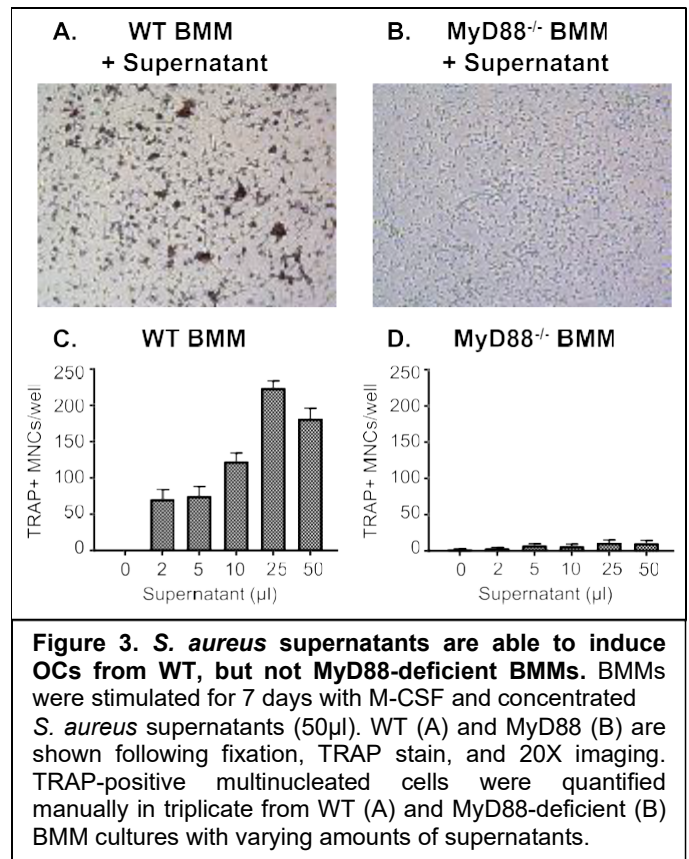 A. WT BMM
+ Supernatant
B. MyD88-/- BMM
+ Supernatant
C. WT BMM
250
200
150
100
50
0
TRAP+ MNCs/well
0 2 5 10 25 50
Supernatant (µl)
D. MyD88-/- BMM
250
200
150
100
50
0
TRAP+ MNCs/well
0 2 5 10 25 50
Supernatant (µl)
Figure 3. S. aureus supernatants are able to induce
OCs from WT, but not MyD88-deficient BMMs. BMMs
were stimulated for 7 days with M-CSF and concentrated
S. aureus supernatants (50µl). WT (A) and MyD88 (B) are
shown following fixation, TRAP stain, and 20X imaging.
TRAP-positive multinucleated cells were quantified
manually in triplicate from WT (A) and MyD88-deficient (B)
BMM cultures with varying amounts of supernatants.